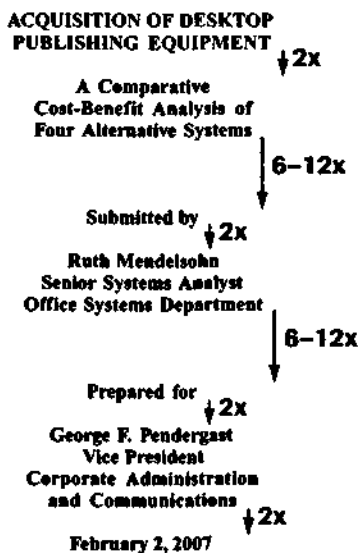 ACQUISITION OF DESKTOP
PUBLISHING EQUIPMENT
2x
A Comparative
Cost-Benefit Analysis of
Four Alternative Systems
6–12x
Submitted by
2x
Ruth Mendelsohn
Senior Systems Analyst
Office Systems Department
6–12x
Prepared for
2x
George F. Pendergast
Vice President
Corporate Administration
and Communications
2x
February 2, 2007